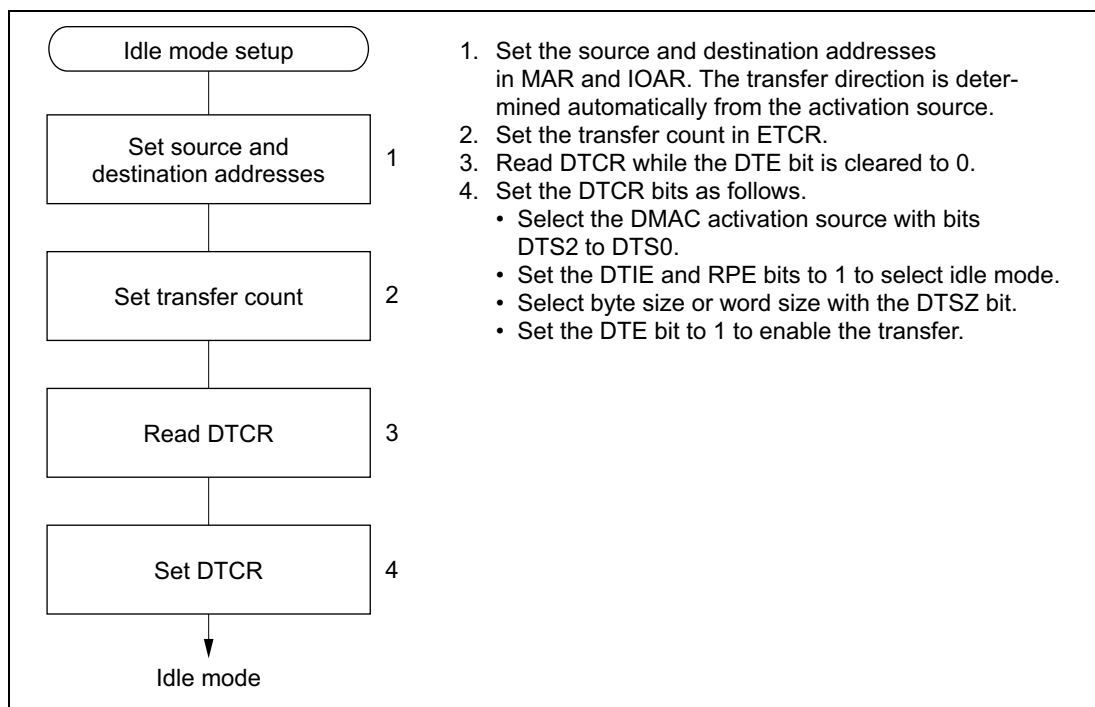 Idle mode setup
Set source and
destination addresses
1
Set transfer count
2
Read DTCR
3
Set DTCR
4
Idle mode
1. Set the source and destination addresses
in MAR and IOAR. The transfer direction is deter-
mined automatically from the activation source.
2. Set the transfer count in ETCR.
3. Read DTCR while the DTE bit is cleared to 0.
4. Set the DTCR bits as follows.
• Select the DMAC activation source with bits
DTS2 to DTS0.
• Set the DTIE and RPE bits to 1 to select idle mode.
• Select byte size or word size with the DTSZ bit.
• Set the DTE bit to 1 to enable the transfer.